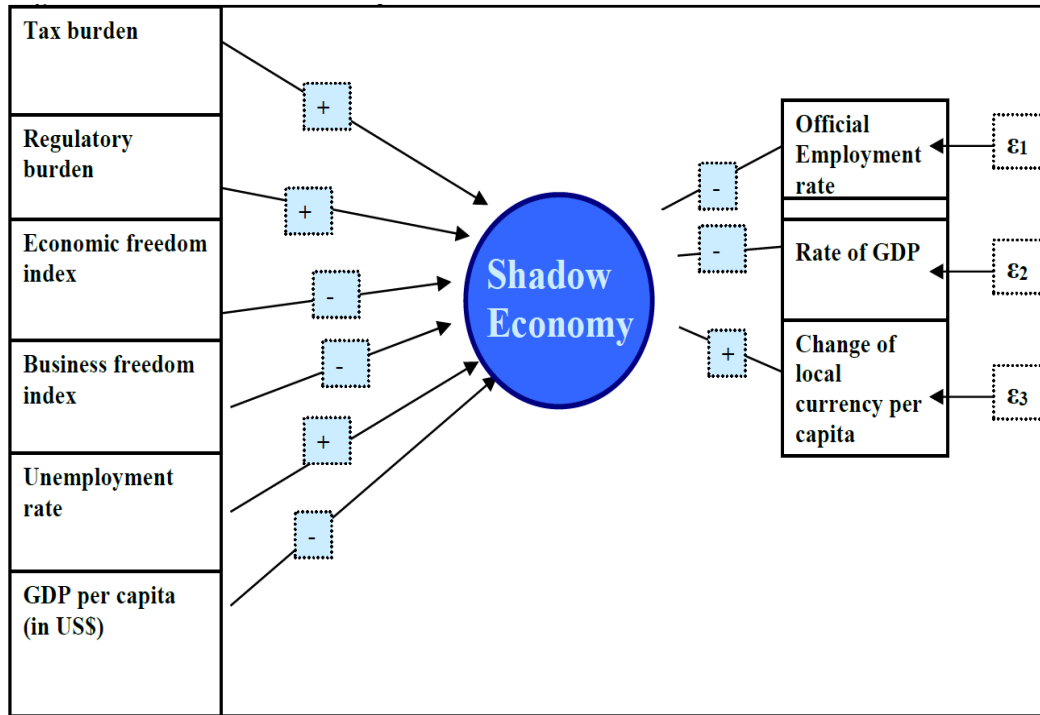 Tax burden
+
Regulatory
burden
+
Economic freedom
index
-
Business freedom
index
-
Unemployment
rate
+
GDP per capita
(in US$)
-
Shadow
Economy
-
Official
Employment
rate
ε1
-
Rate of GDP
ε2
+
Change of
local
currency per
capita
ε3